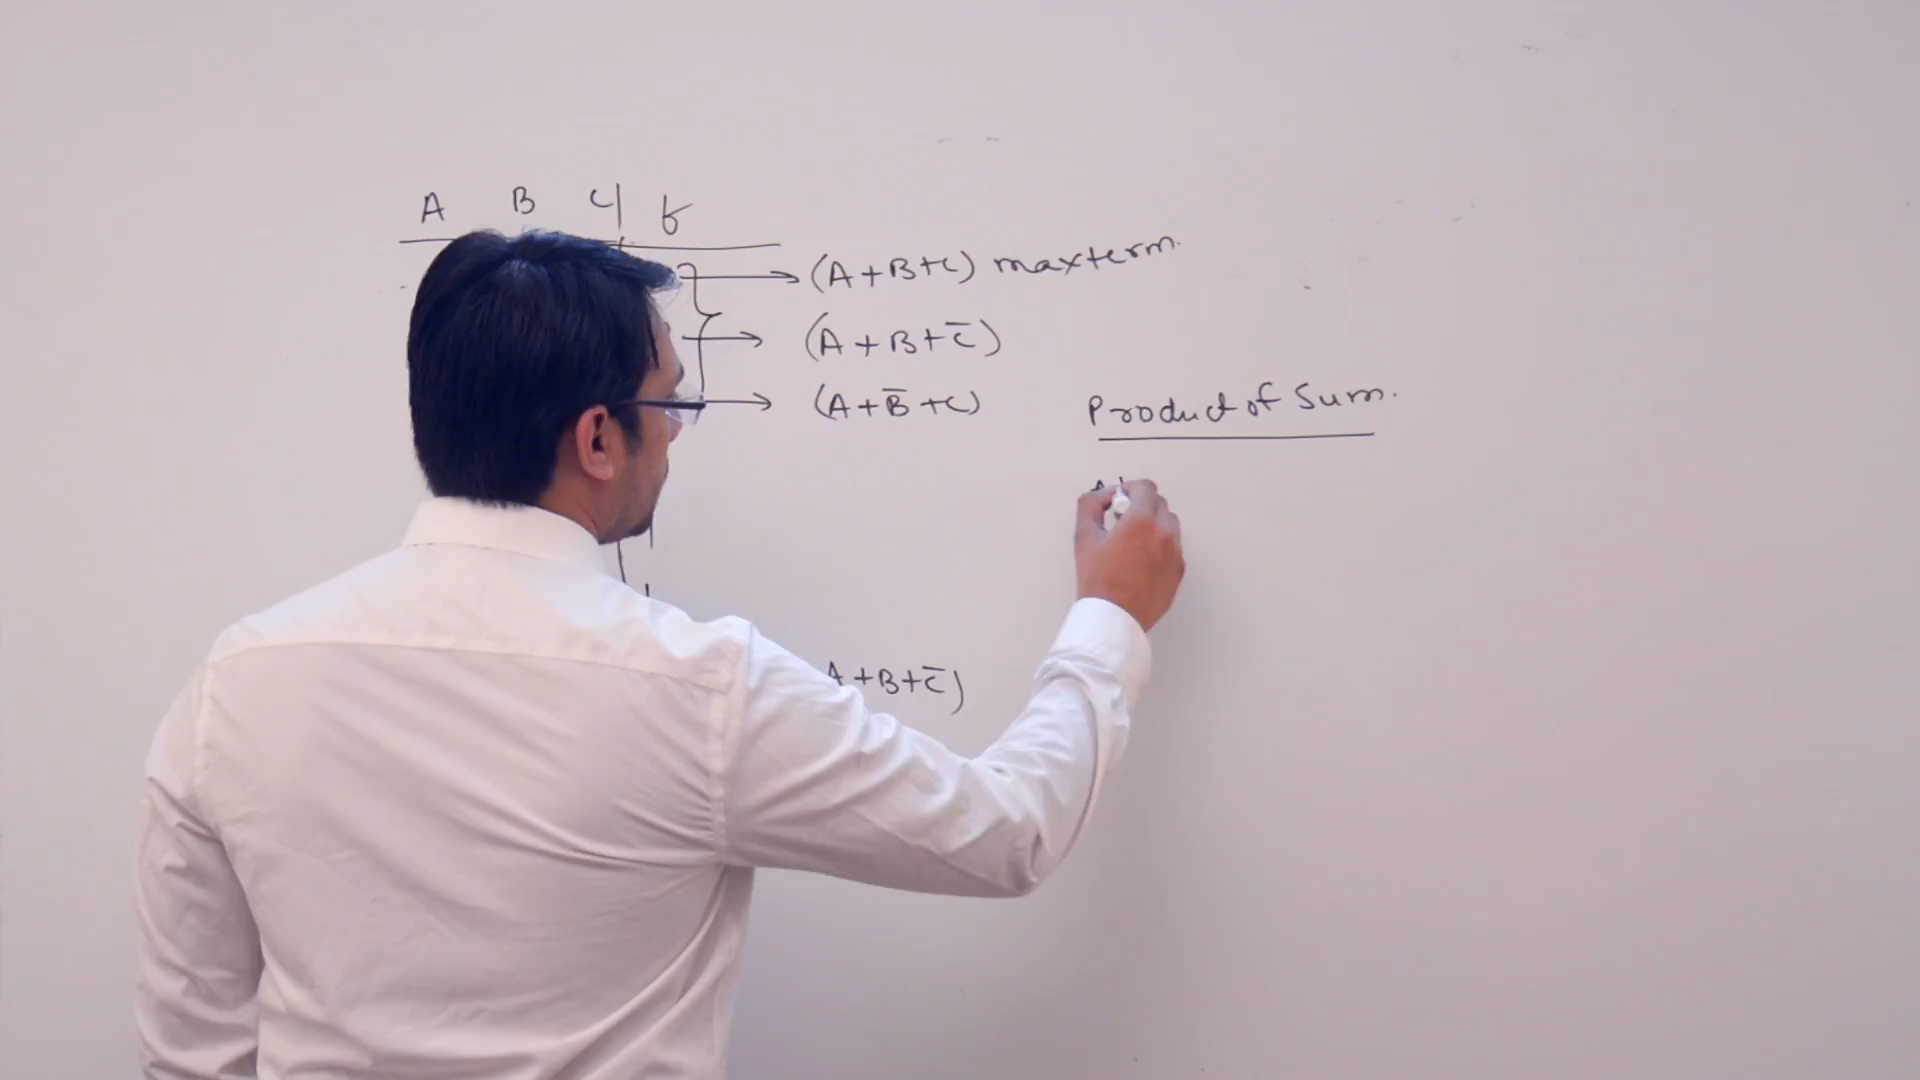 A B C f
(A+B+C) maxterm.
(A+B+C̅)
(A+B̅+C)
Product of Sum.
A+B+C̅)